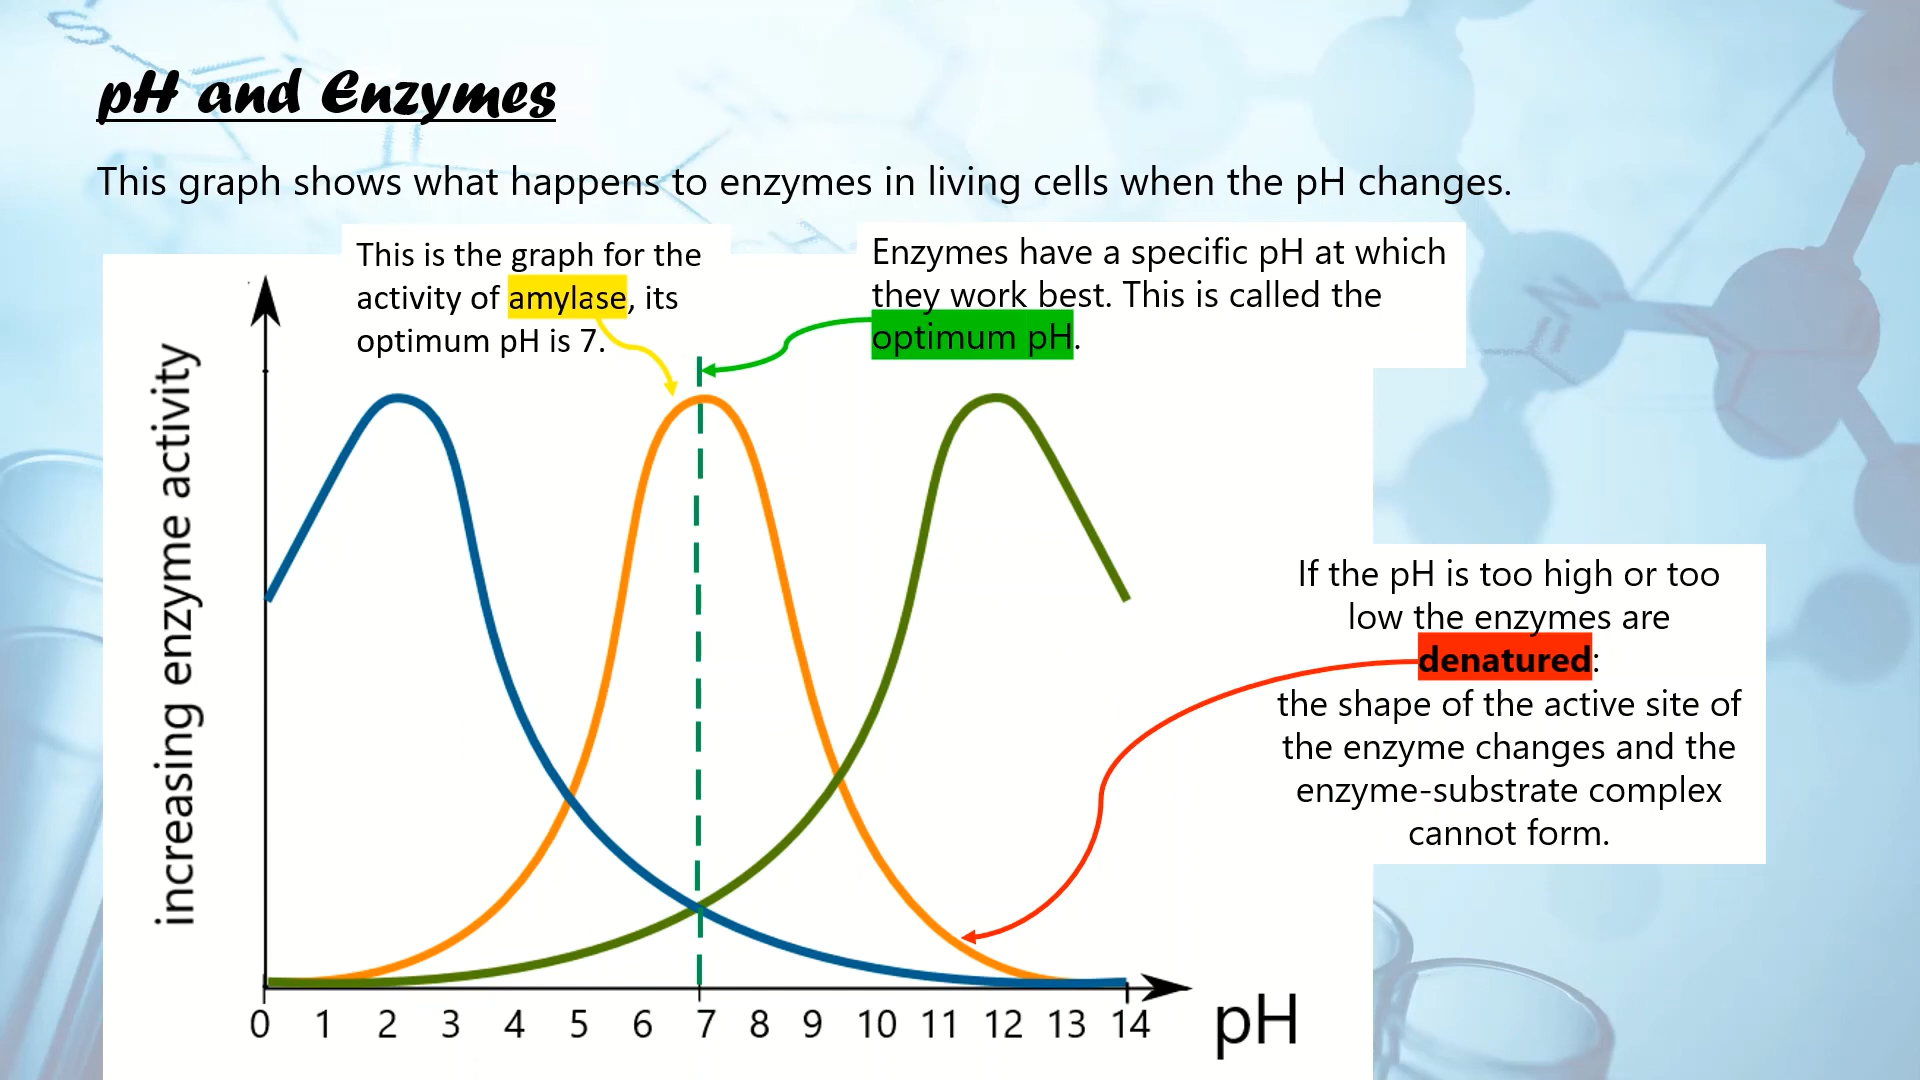 pH and Enzymes
This graph shows what happens to enzymes in living cells when the pH changes.
This is the graph for the
activity of amylase, its
optimum pH is 7.
Enzymes have a specific pH at which
they work best. This is called the
optimum pH.
increasing enzyme activity
If the pH is too high or too
low the enzymes are
denatured:
the shape of the active site of
the enzyme changes and the
enzyme-substrate complex
cannot form.
0 1 2 3 4 5 6 7 8 9 10 11 12 13 14
pH